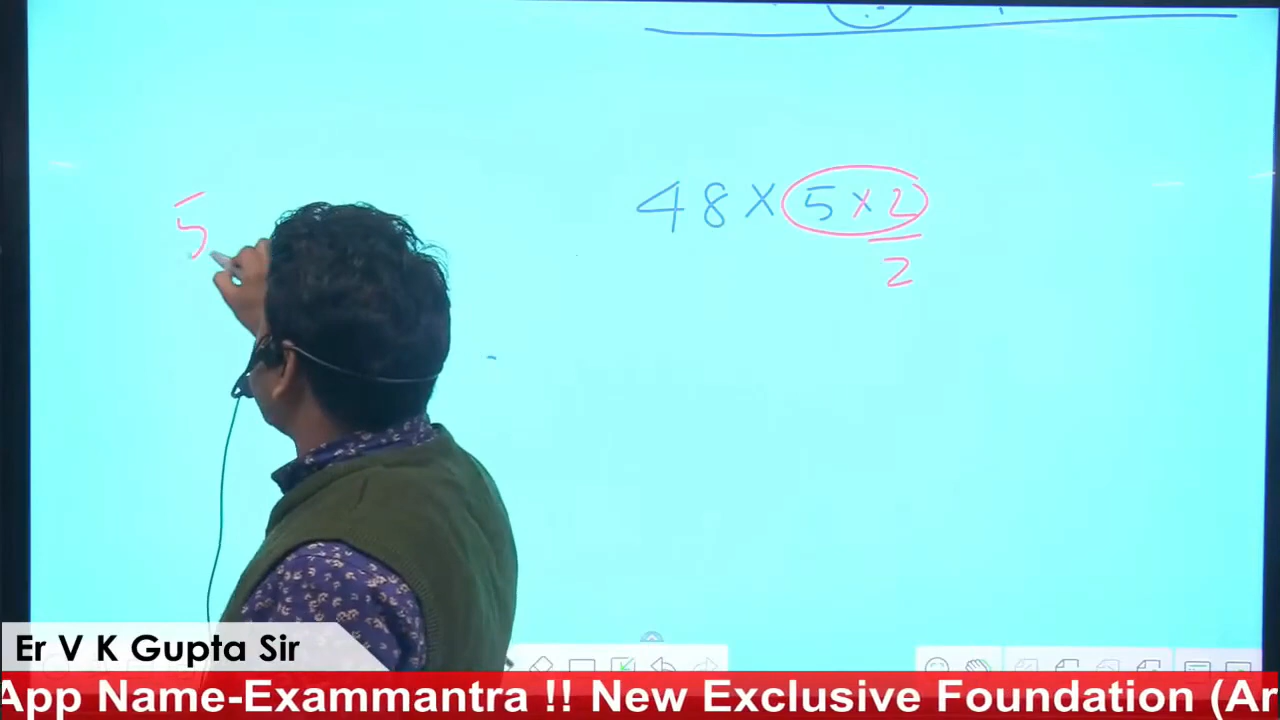 48 × 5 × 2
2
5
Er V K Gupta Sir
App Name-Exammantra !! New Exclusive Foundation (Ar